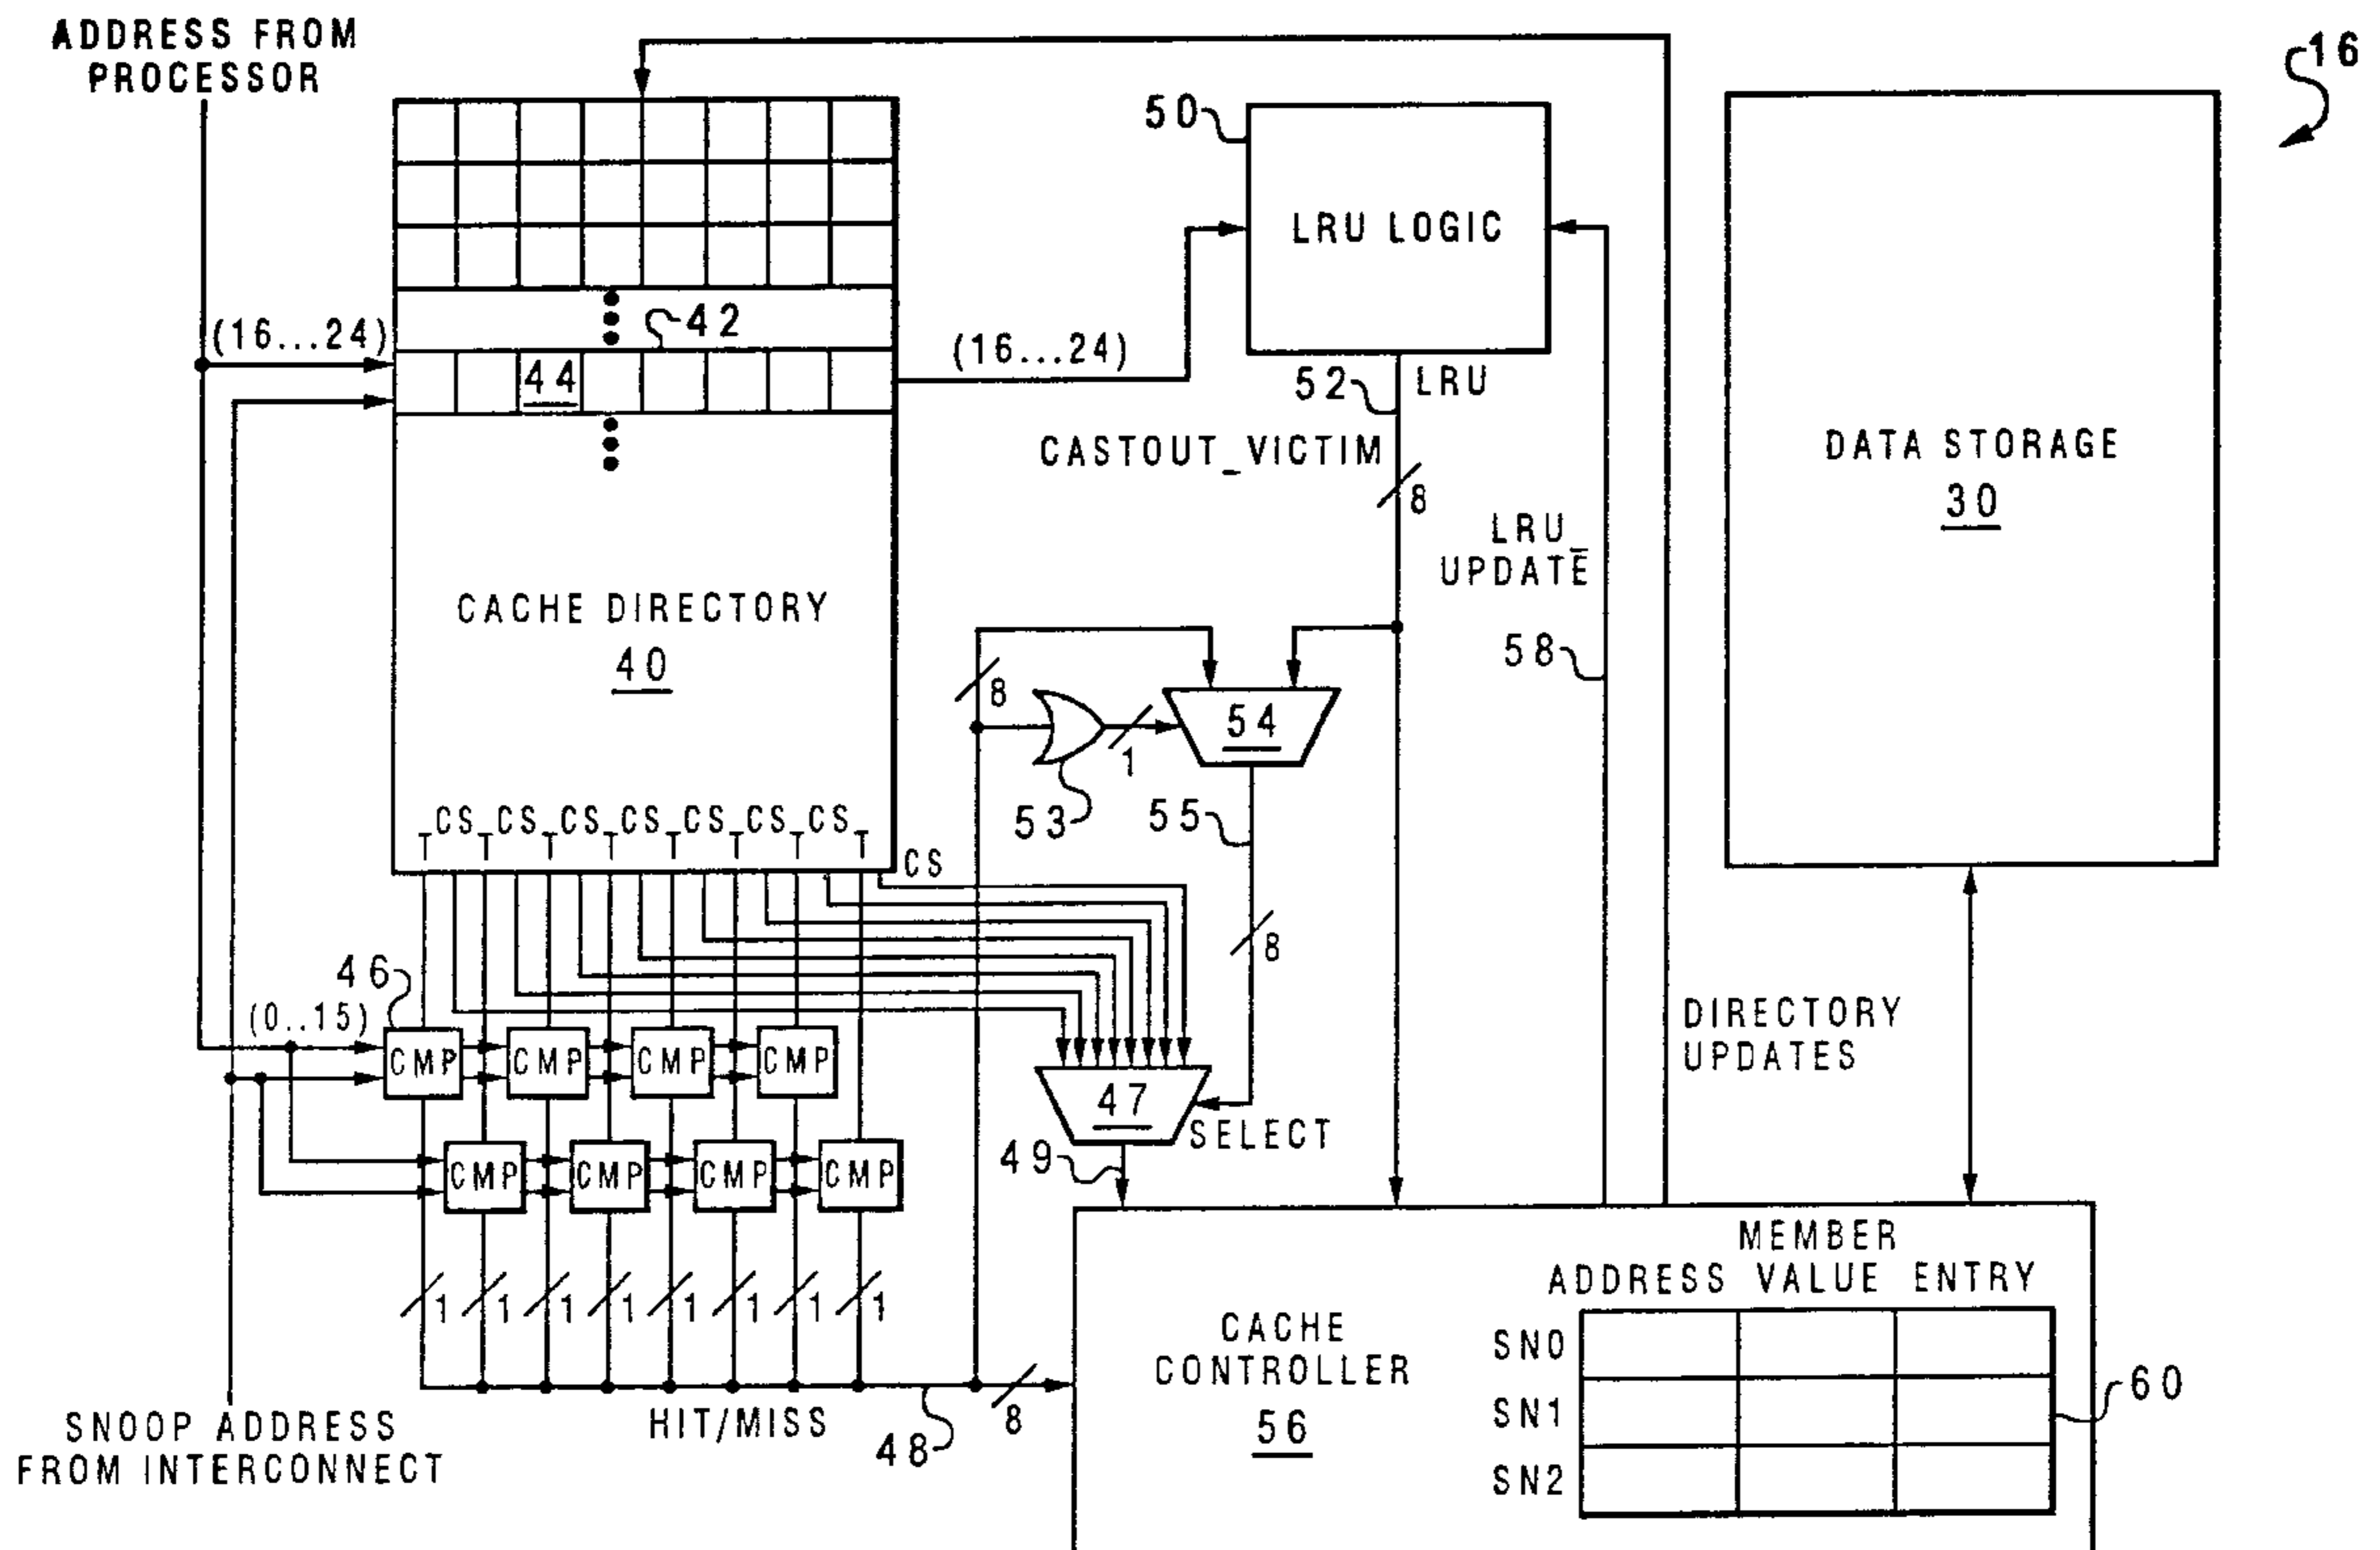 ADDRESS FROM
PROCESSOR
16
50
LRU LOGIC
(16...24)
42
44
(16...24)
52
LRU
CASTOUT_VICTIM
8
DATA STORAGE
30
LRU_
UPDATE
58
CACHE DIRECTORY
40
8
54
1
53
55
T CS T CS T CS T CS T CS T CS T CS T
CS
8
46
(0..15)
CMP CMP CMP CMP
CMP CMP CMP CMP
47
SELECT
49
DIRECTORY
UPDATES
1 1 1 1 1 1 1 1
HIT/MISS
48
8
SNOOP ADDRESS
FROM INTERCONNECT
CACHE
CONTROLLER
56
MEMBER
ADDRESS VALUE ENTRY
SN0
SN1
SN2
60